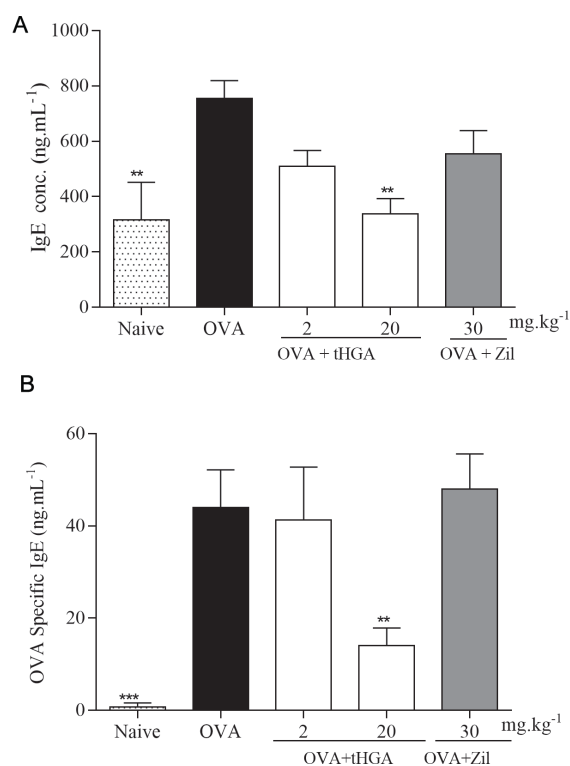 A
IgE conc. (ng.mL-1)
1000
800
600
400
200
0
**
**
Naive OVA 2 20 30 mg.kg-1
OVA + tHGA OVA + Zil
B
OVA Specific IgE (ng.mL-1)
60
40
20
0
***
**
Naive OVA 2 20 30 mg.kg-1
OVA+tHGA OVA+Zil